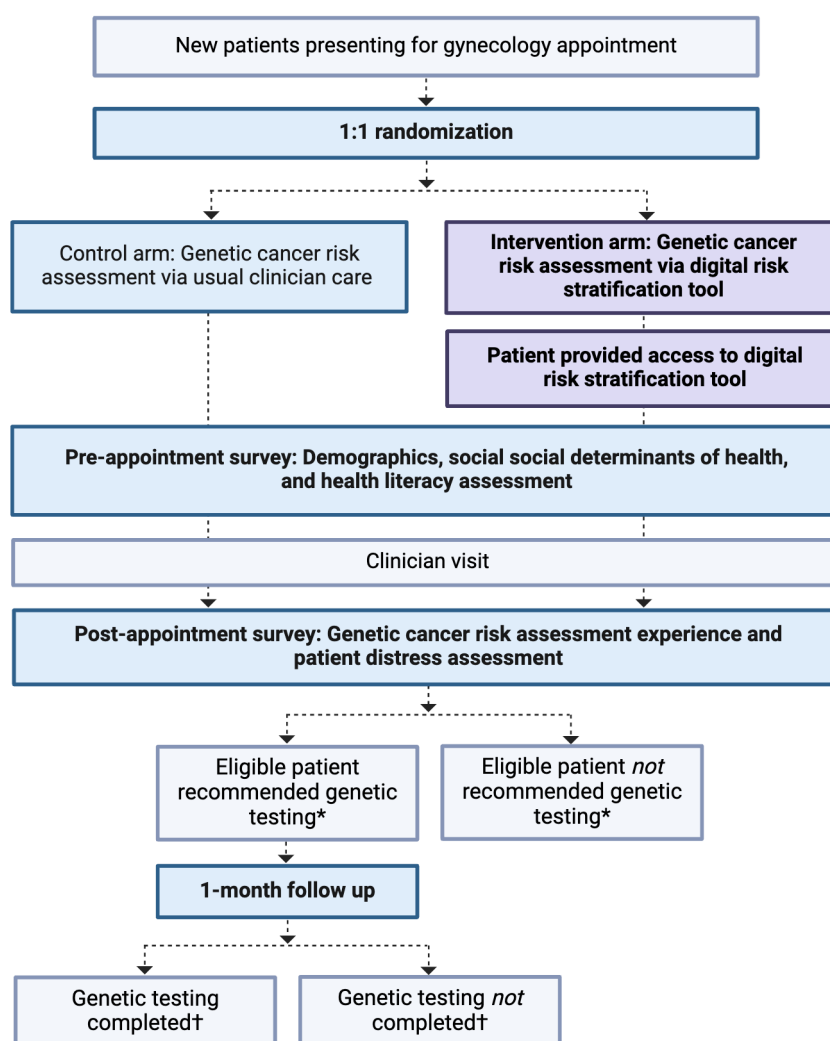 New patients presenting for gynecology appointment
1:1 randomization
Control arm: Genetic cancer risk
assessment via usual clinician care
Intervention arm: Genetic cancer
risk assessment via digital risk
stratification tool
Patient provided access to digital
risk stratification tool
Pre-appointment survey: Demographics, social social determinants of health,
and health literacy assessment
Clinician visit
Post-appointment survey: Genetic cancer risk assessment experience and
patient distress assessment
Eligible patient
recommended genetic
testing*
Eligible patient not
recommended genetic
testing*
1-month follow up
Genetic testing
completed†
Genetic testing not
completed†